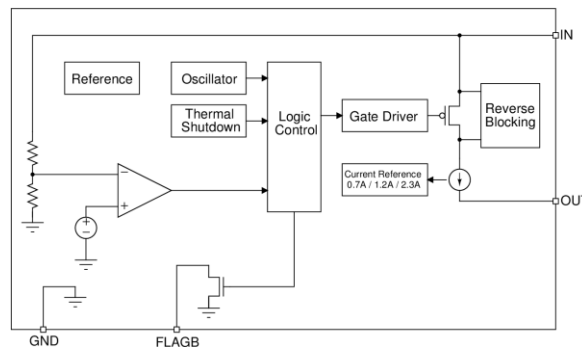 IN
Reference
Oscillator
Thermal
Shutdown
Logic
Control
Gate Driver
Reverse
Blocking
Current Reference
0.7A / 1.2A / 2.3A
OUT
GND
FLAGB